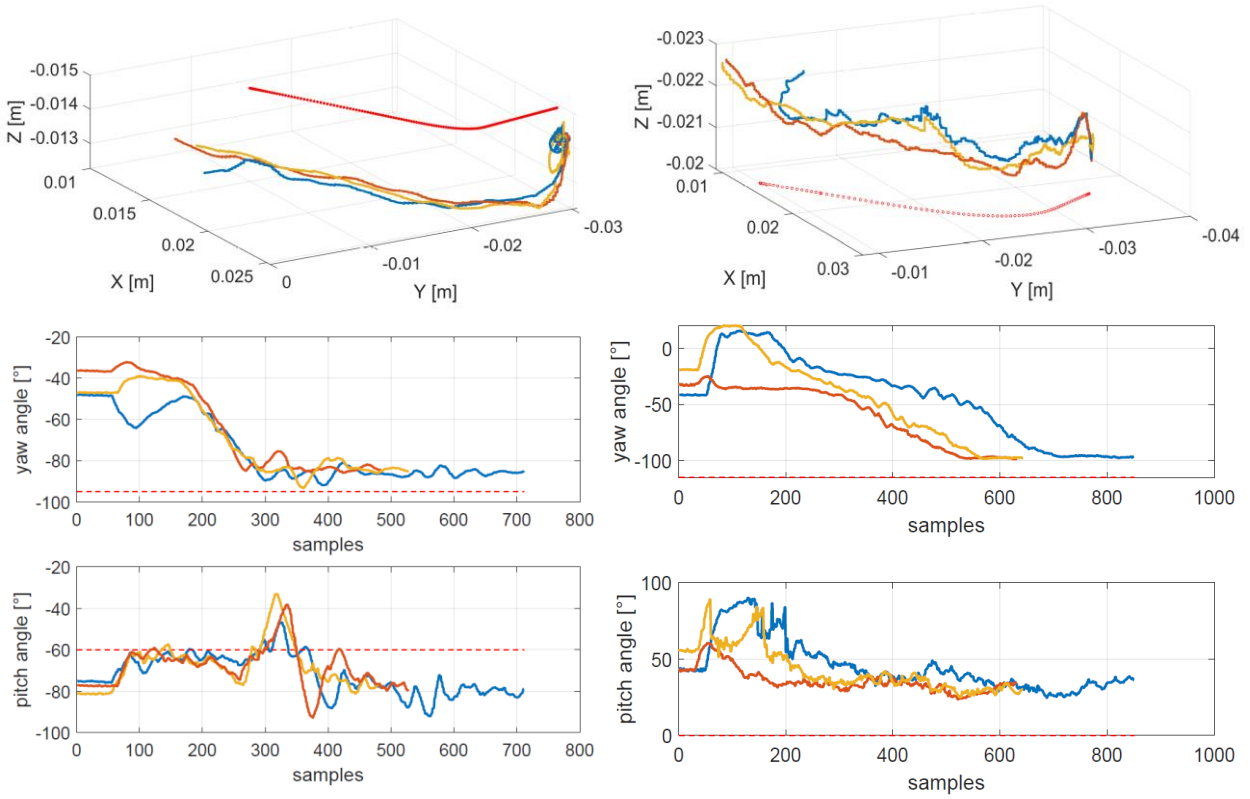 -0.015
-0.014
-0.013
Z [m]
0.01
0.015
0.02
0.025
X [m]
0
-0.01
-0.02
-0.03
Y [m]
-0.023
-0.022
-0.021
-0.02
Z [m]
0.01
0.02
0.03
X [m]
-0.01
-0.02
-0.03
-0.04
Y [m]
-20
-40
-60
-80
-100
yaw angle [°]
0 100 200 300 400 500 600 700 800
samples
0
-50
-100
yaw angle [°]
0 200 400 600 800 1000
samples
-20
-40
-60
-80
-100
pitch angle [°]
0 100 200 300 400 500 600 700 800
samples
100
50
0
pitch angle [°]
0 200 400 600 800 1000
samples